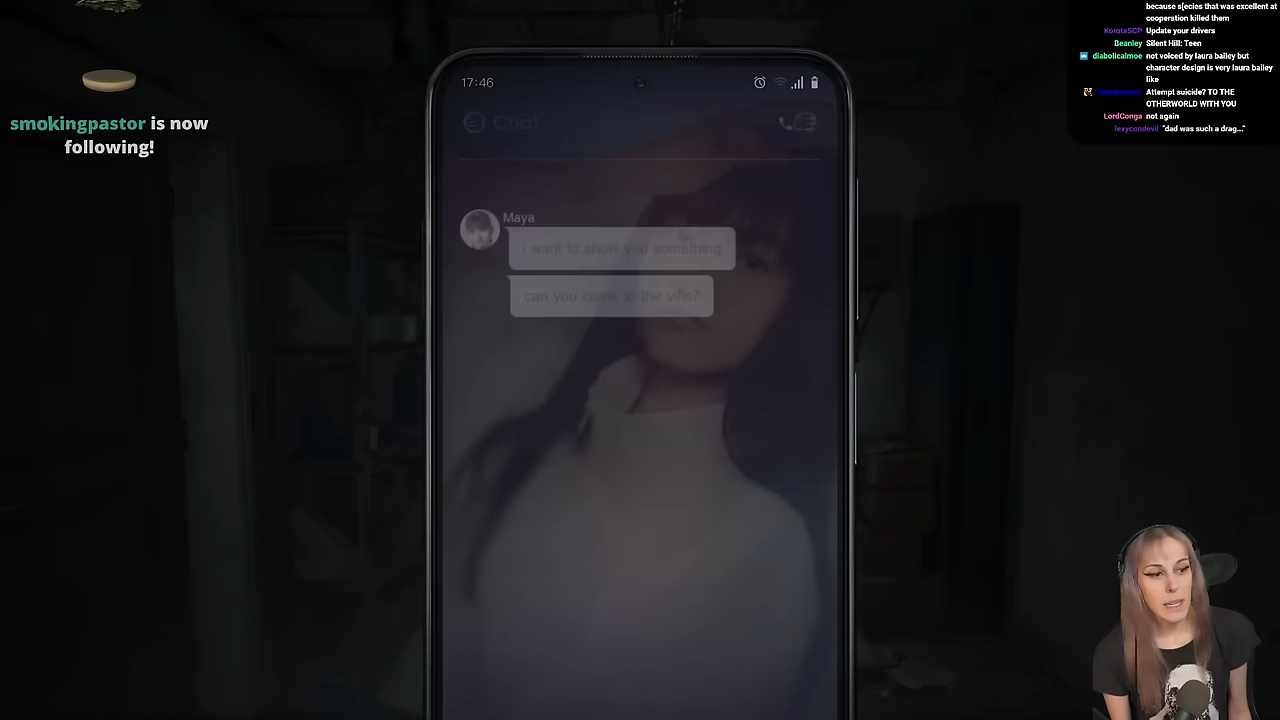 because s[ecies that was excellent at
cooperation killed them
KorotaSCP Update your drivers
Beanley Silent Hill: Teen
diabolicalmoe not voiced by laura bailey but
character design is very laura bailey
like
Attempt suicide? TO THE
OTHERWORLD WITH YOU
LordConga not again
lexycondevil "dad was such a drag..."
smokingpastor is now
following!
17:46
Chat
Maya
i want to show you something
can you come to the villa?